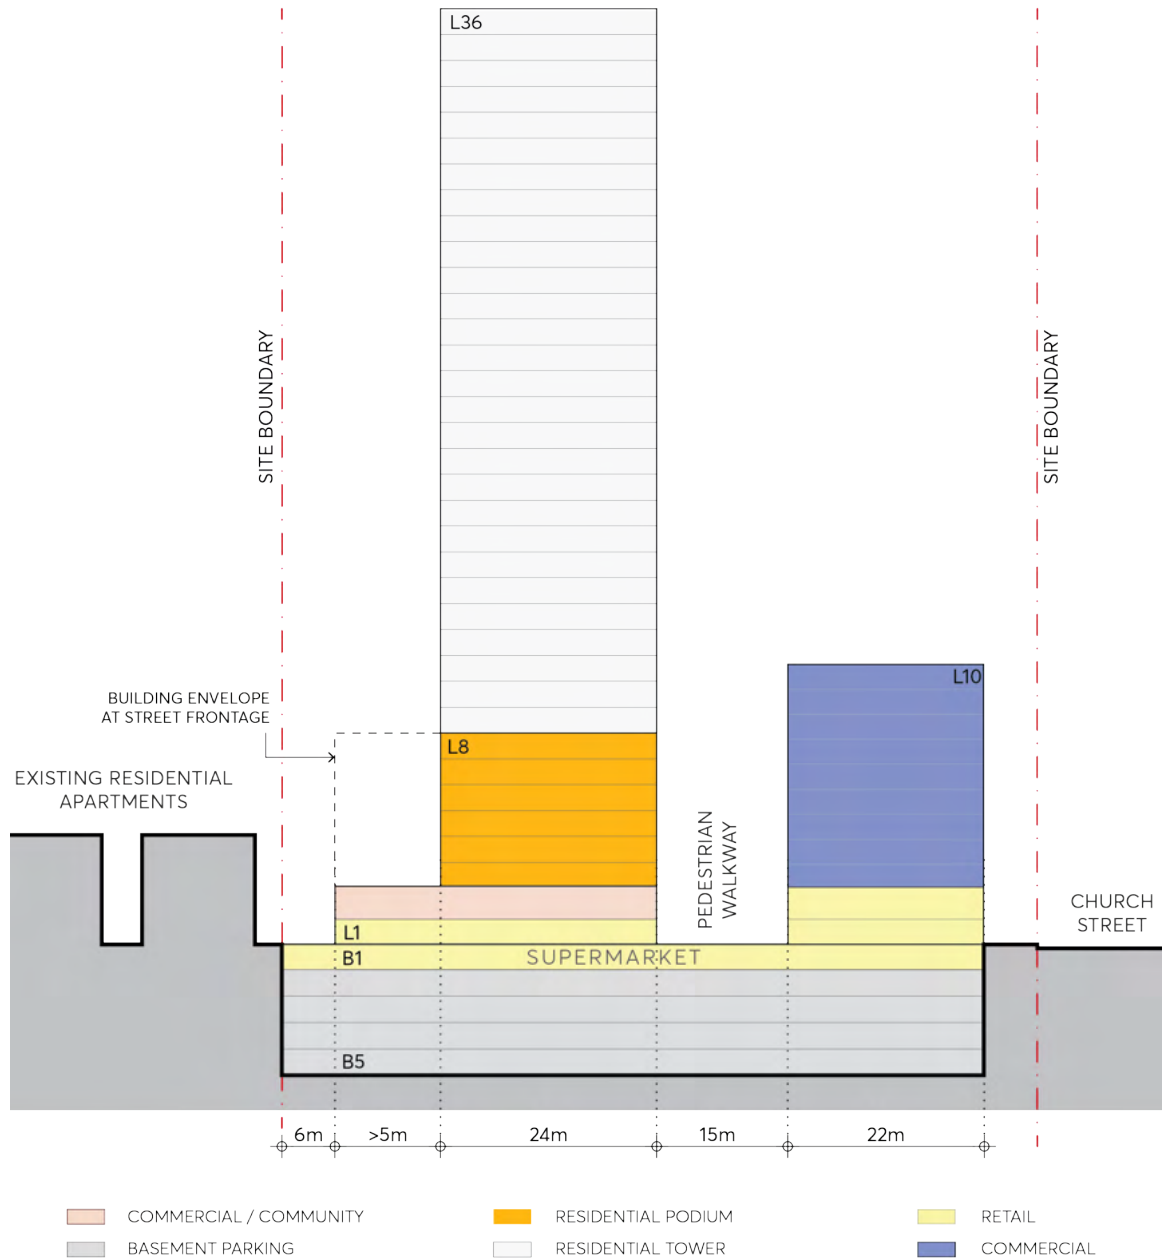 L36
SITE BOUNDARY
SITE BOUNDARY
L10
BUILDING ENVELOPE
AT STREET FRONTAGE
L8
EXISTING RESIDENTIAL
APARTMENTS
PEDESTRIAN
WALKWAY
CHURCH
STREET
L1
B1
SUPERMARKET
B5
6m
>5m
24m
15m
22m
COMMERCIAL / COMMUNITY
RESIDENTIAL PODIUM
RETAIL
BASEMENT PARKING
RESIDENTIAL TOWER
COMMERCIAL